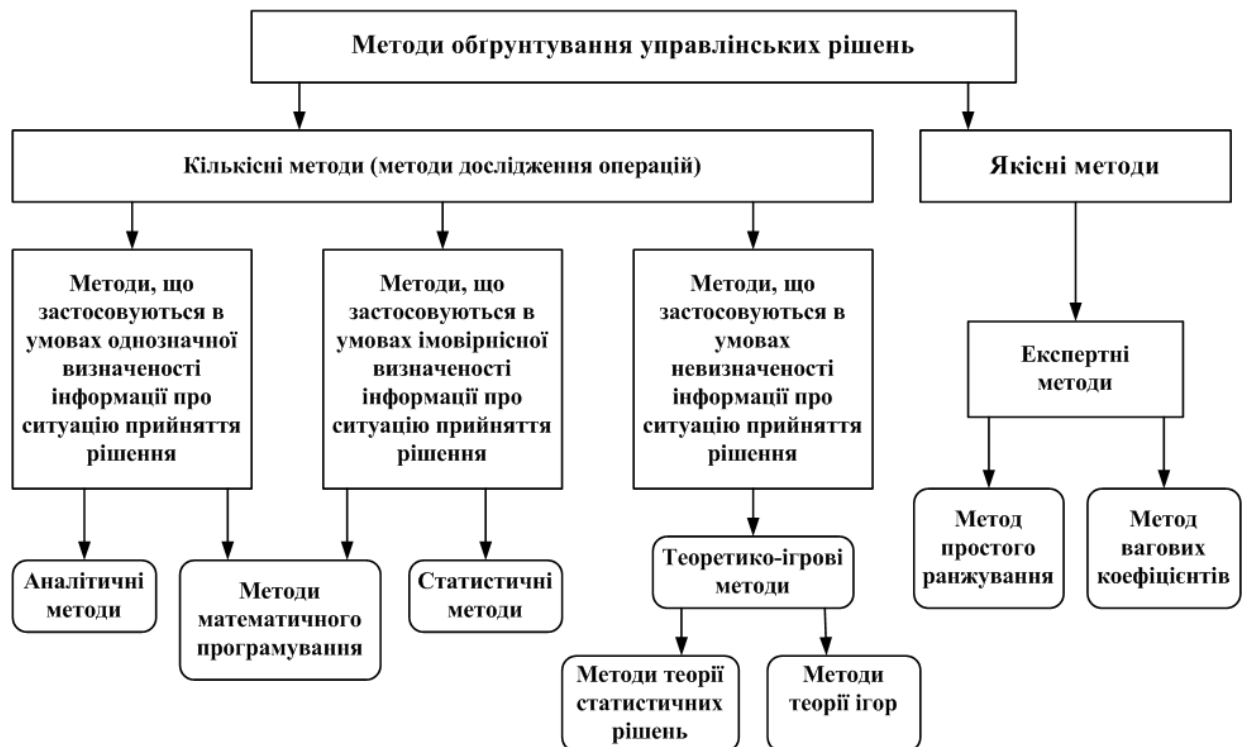 Методи обґрунтування управлінських рішень
Кількісні методи (методи дослідження операцій)
Якісні методи
Методи, що
застосовуються в
умовах однозначної
визначеності
інформації про
ситуацію прийняття
рішення
Методи, що
застосовуються в
умовах імовірнісної
визначеності
інформації про
ситуацію прийняття
рішення
Методи, що
застосовуються в
умовах
невизначеності
інформації про
ситуацію прийняття
рішення
Експертні
методи
Аналітичні
методи
Методи
математичного
програмування
Статистичні
методи
Теоретико-ігрові
методи
Методи теорії
статистичних
рішень
Методи
теорії ігор
Метод
простого
ранжування
Метод
вагових
коефіцієнтів